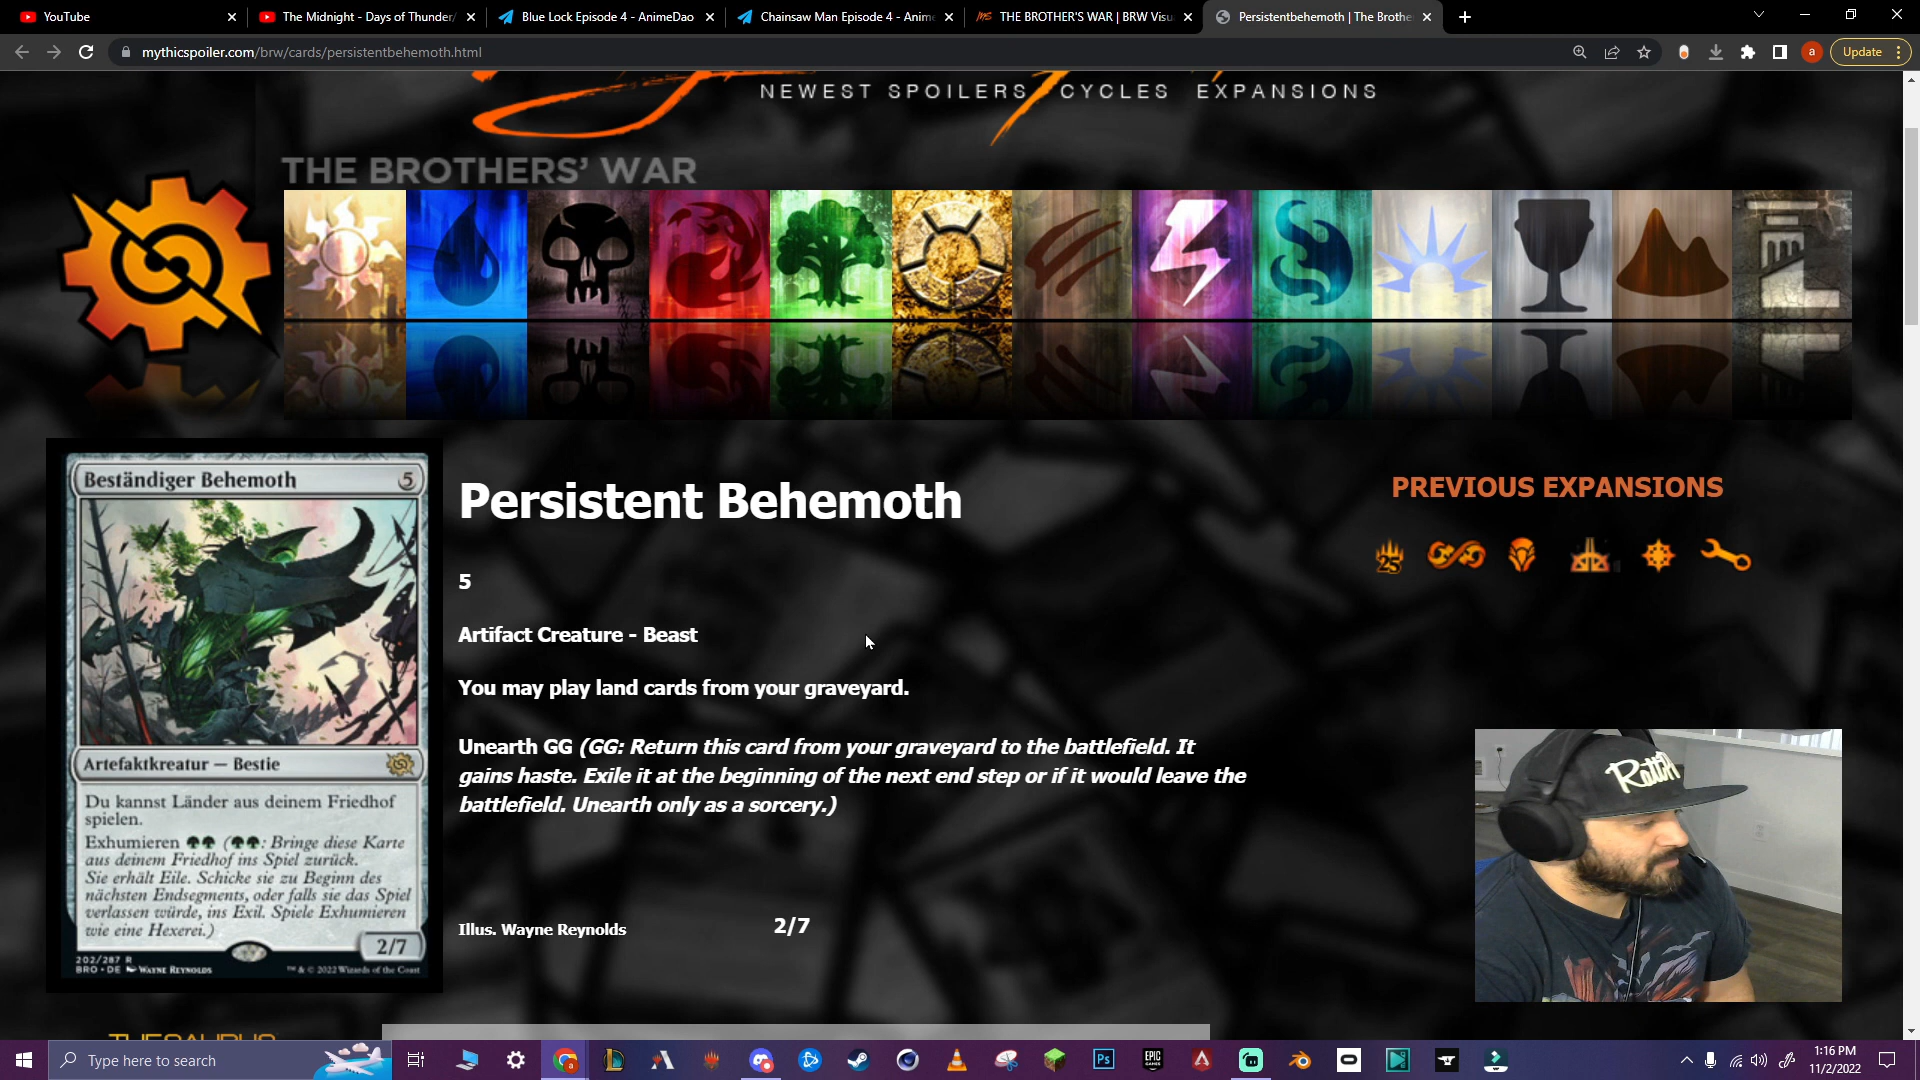 YouTube
The Midnight - Days of Thunder/
Blue Lock Episode 4 - AnimeDao
Chainsaw Man Episode 4 - Anime
THE BROTHER'S WAR | BRW Visu
Persistentbehemoth | The Brothe
mythicspoiler.com/brw/cards/persistentbehemoth.html
a
Update
NEWEST SPOILERS CYCLES EXPANSIONS
THE BROTHERS' WAR
Beständiger Behemoth 5
Artefaktkreatur — Bestie
Du kannst Länder aus deinem Friedhof
spielen.
Exhumieren (: Bringe diese Karte
aus deinem Friedhof ins Spiel zurück.
Sie erhält Eile. Schicke sie zu Beginn des
nächsten Endsegments, oder falls sie das Spiel
verlassen würde, ins Exil. Spiele Exhumieren
wie eine Hexerei.)
2/7
202/287 R
BRO • DE WAYNE REYNOLDS
™ & © 2022 Wizards of the Coast
Persistent Behemoth
5
Artifact Creature - Beast
You may play land cards from your graveyard.
Unearth GG (GG: Return this card from your graveyard to the battlefield. It
gains haste. Exile it at the beginning of the next end step or if it would leave the
battlefield. Unearth only as a sorcery.)
Illus. Wayne Reynolds
2/7
PREVIOUS EXPANSIONS
25
THESAURUS
Type here to search
Ps
EPIC
GAMES
1:16 PM
11/2/2022